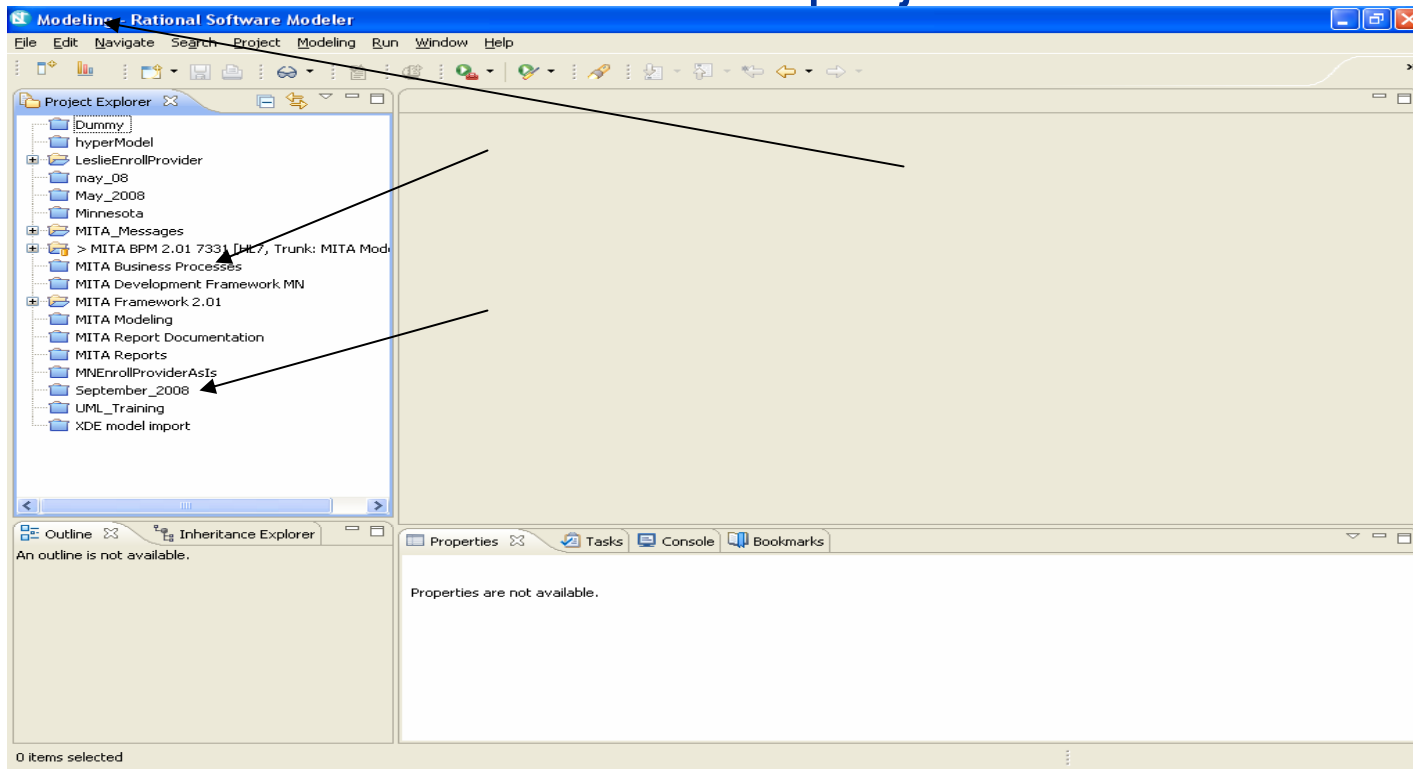 Modeling - Rational Software Modeler
File Edit Navigate Search Project Modeling Run Window Help
Project Explorer
Dummy
hyperModel
LeslieEnrollProvider
may_08
May_2008
Minnesota
MITA_Messages
> MITA BPM 2.01 7331 [HL7, Trunk: MITA Mod
MITA Business Processes
MITA Development Framework MN
MITA Framework 2.01
MITA Modeling
MITA Report Documentation
MITA Reports
MNEnrollProviderAsIs
September_2008
UML_Training
XDE model import
Outline Inheritance Explorer
An outline is not available.
Properties Tasks Console Bookmarks
Properties are not available.
0 items selected